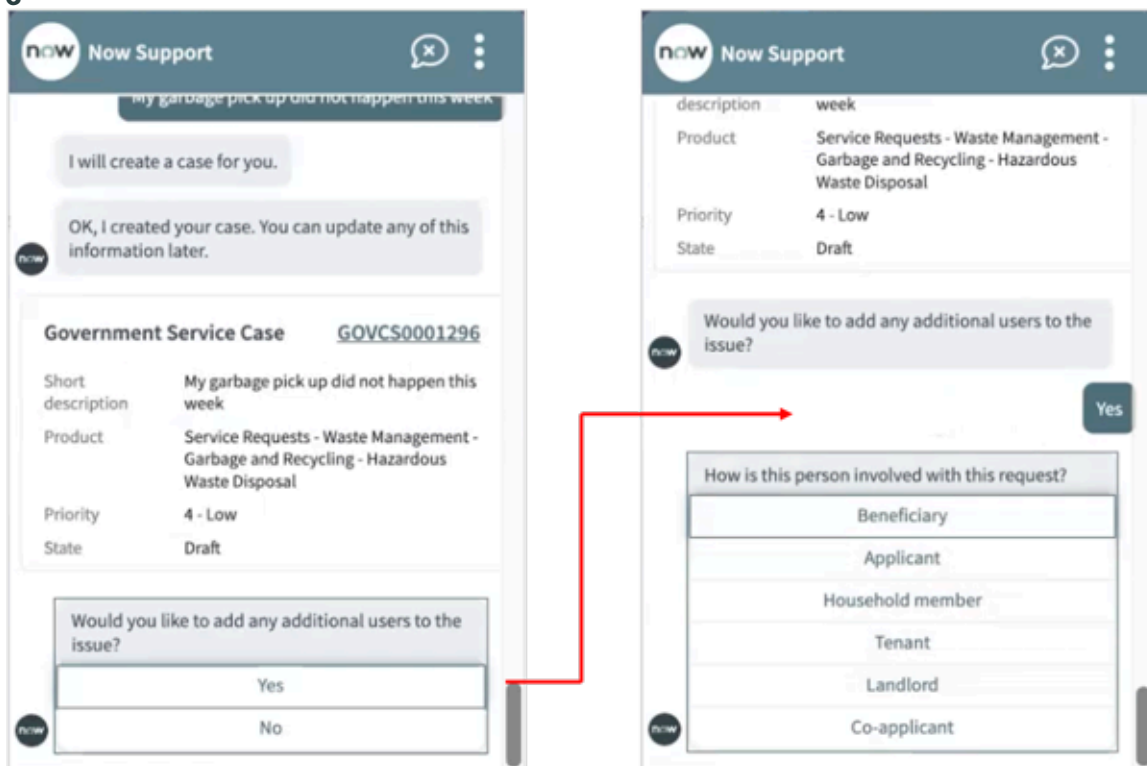 now Now Support
My garbage pick up did not happen this week
I will create a case for you.
OK, I created your case. You can update any of this
information later.
now
Government Service Case GOVCS0001296
Short My garbage pick up did not happen this
description week
Product Service Requests - Waste Management -
Garbage and Recycling - Hazardous
Waste Disposal
Priority 4 - Low
State Draft
Would you like to add any additional users to the
issue?
Yes
now No
now Now Support
description week
Product Service Requests - Waste Management -
Garbage and Recycling - Hazardous
Waste Disposal
Priority 4 - Low
State Draft
Would you like to add any additional users to the
now issue?
Yes
How is this person involved with this request?
Beneficiary
Applicant
Household member
Tenant
Landlord
now Co-applicant